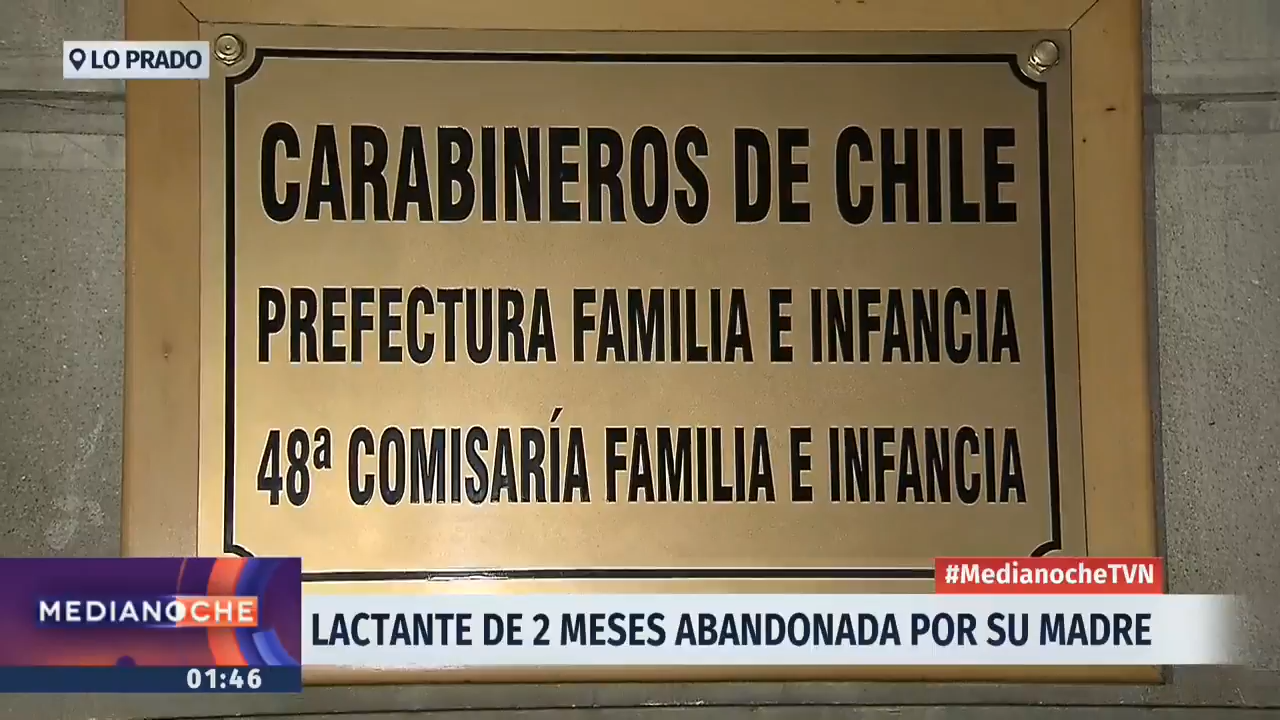 LO PRADO
CARABINEROS DE CHILE
PREFECTURA FAMILIA E INFANCIA
48ª COMISARÍA FAMILIA E INFANCIA
#MedianocheTVN
MEDIANOCHE
LACTANTE DE 2 MESES ABANDONADA POR SU MADRE
01:46